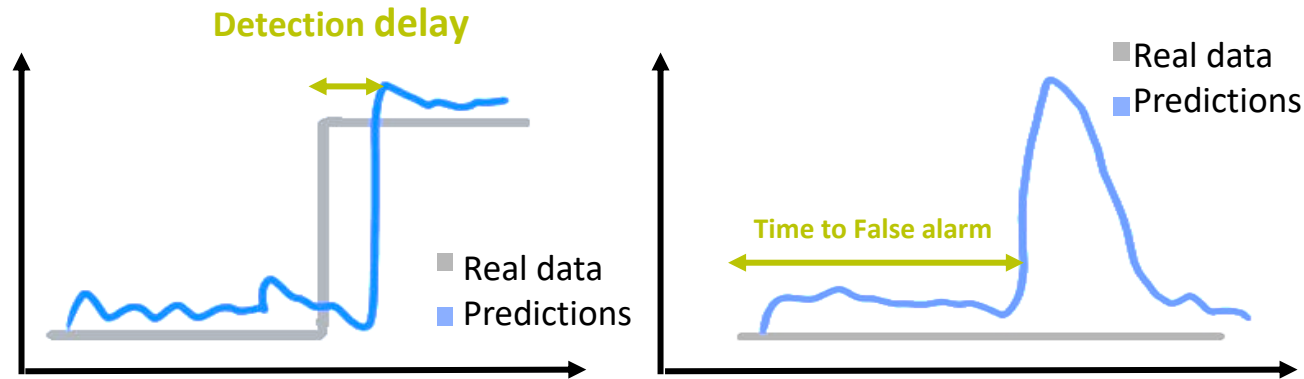 Detection delay
Real data
Predictions
Real data
Predictions
Time to False alarm